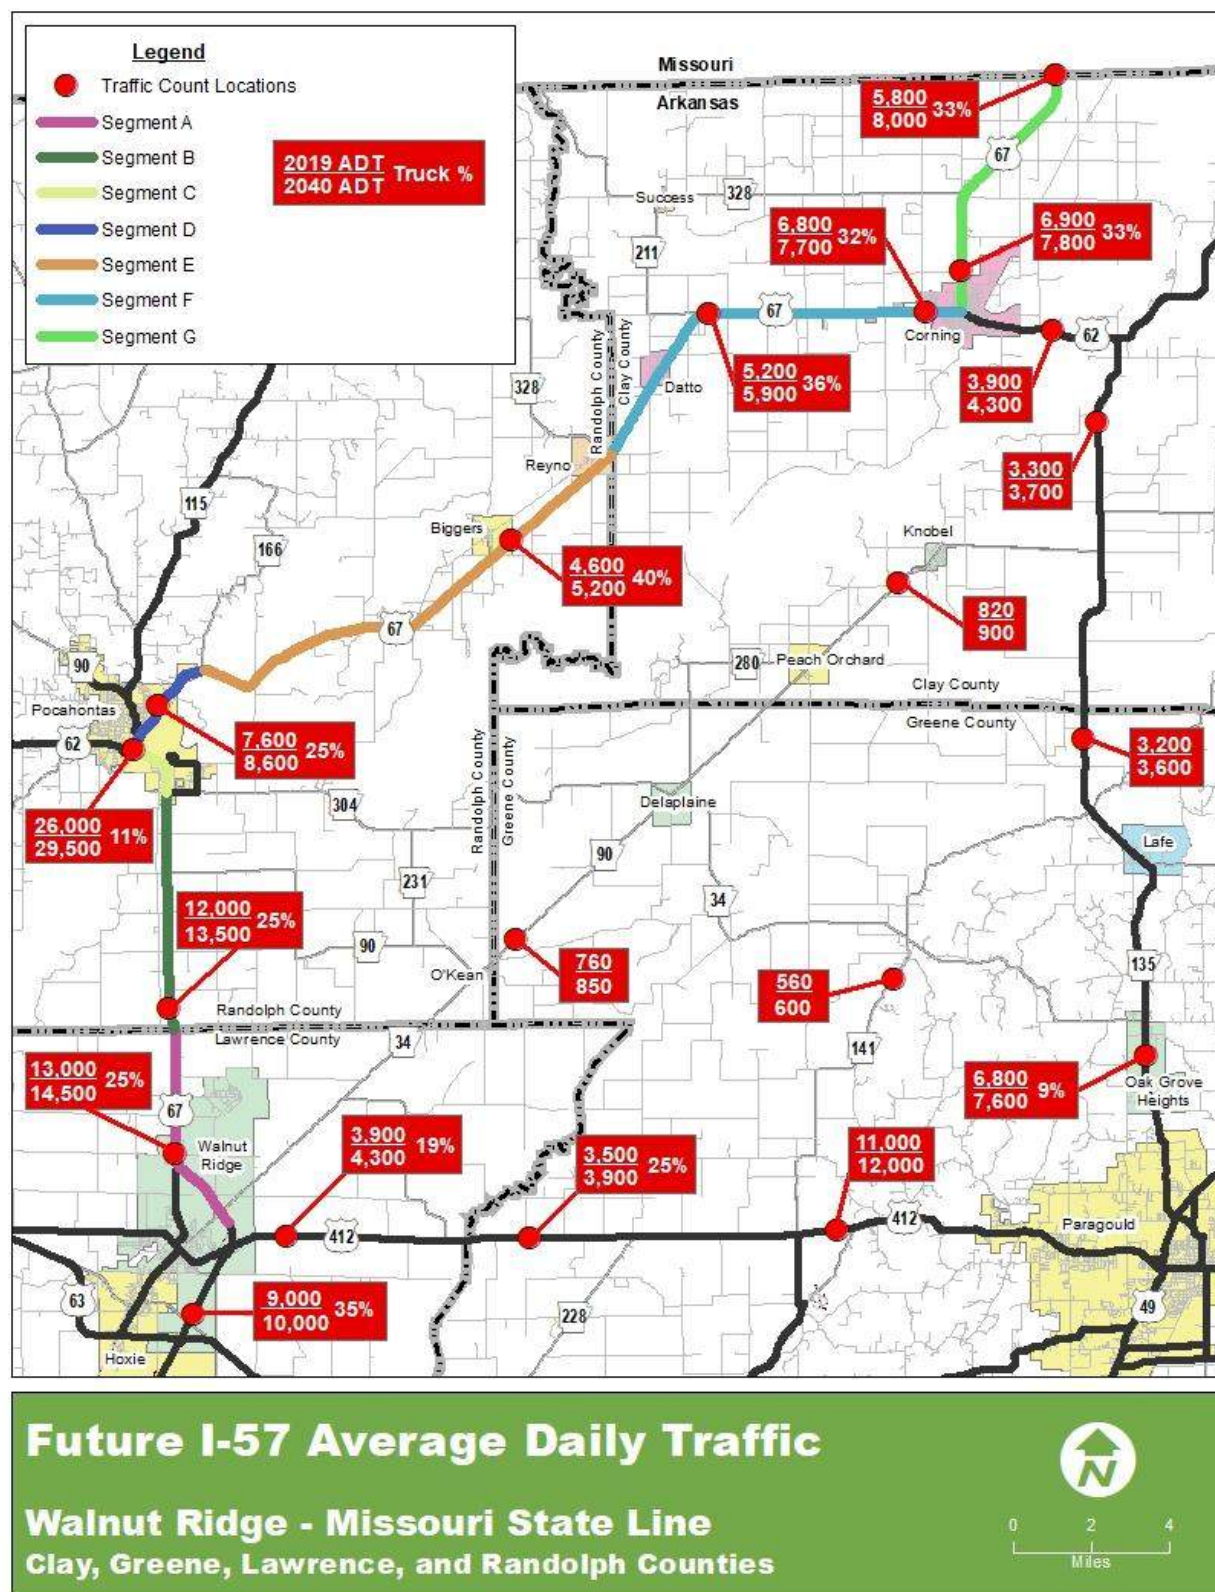 Legend
Traffic Count Locations
Segment A
Segment B
Segment C
Segment D
Segment E
Segment F
Segment G
2019 ADT
2040 ADT Truck %
Missouri
Arkansas
5,800
8,000 33%
67
Success
328
6,800
7,700 32%
6,900
7,800 33%
211
67
Corning
62
Randolph County
Clay County
328
Datto
5,200
5,900 36%
3,900
4,300
Reyno
3,300
3,700
115
166
Biggers
Knobel
4,600
5,200 40%
67
820
900
90
280
Peach Orchard
Clay County
Greene County
Pocahontas
62
7,600
8,600 25%
Randolph County
Greene County
3,200
3,600
304
Delaplaine
26,000
29,500 11%
Lafe
90
231
34
12,000
13,500 25%
90
O'Kean
760
850
560
600
135
Randolph County
Lawrence County
34
141
13,000
14,500 25%
6,800
7,600 9%
Oak Grove
Heights
67
Walnut
Ridge
3,900
4,300 19%
3,500
3,900 25%
11,000
12,000
412
412
Paragould
63
9,000
10,000 35%
228
49
Hoxie
Future I-57 Average Daily Traffic
Walnut Ridge - Missouri State Line
Clay, Greene, Lawrence, and Randolph Counties
N
0 2 4
Miles